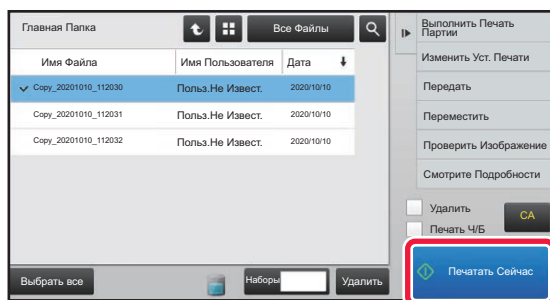 Главная Папка
Все Файлы
Имя Файла Имя Пользователя Дата
Copy_20201010_112030 Польз.Не Извест. 2020/10/10
Copy_20201010_112031 Польз.Не Извест. 2020/10/10
Copy_20201010_112032 Польз.Не Извест. 2020/10/10
Выбрать все
Наборы
Удалить
Выполнить Печать
Партии
Изменить Уст. Печати
Передать
Переместить
Проверить Изображение
Смотрите Подробности
Удалить
Печать Ч/Б
CA
Печатать Сейчас